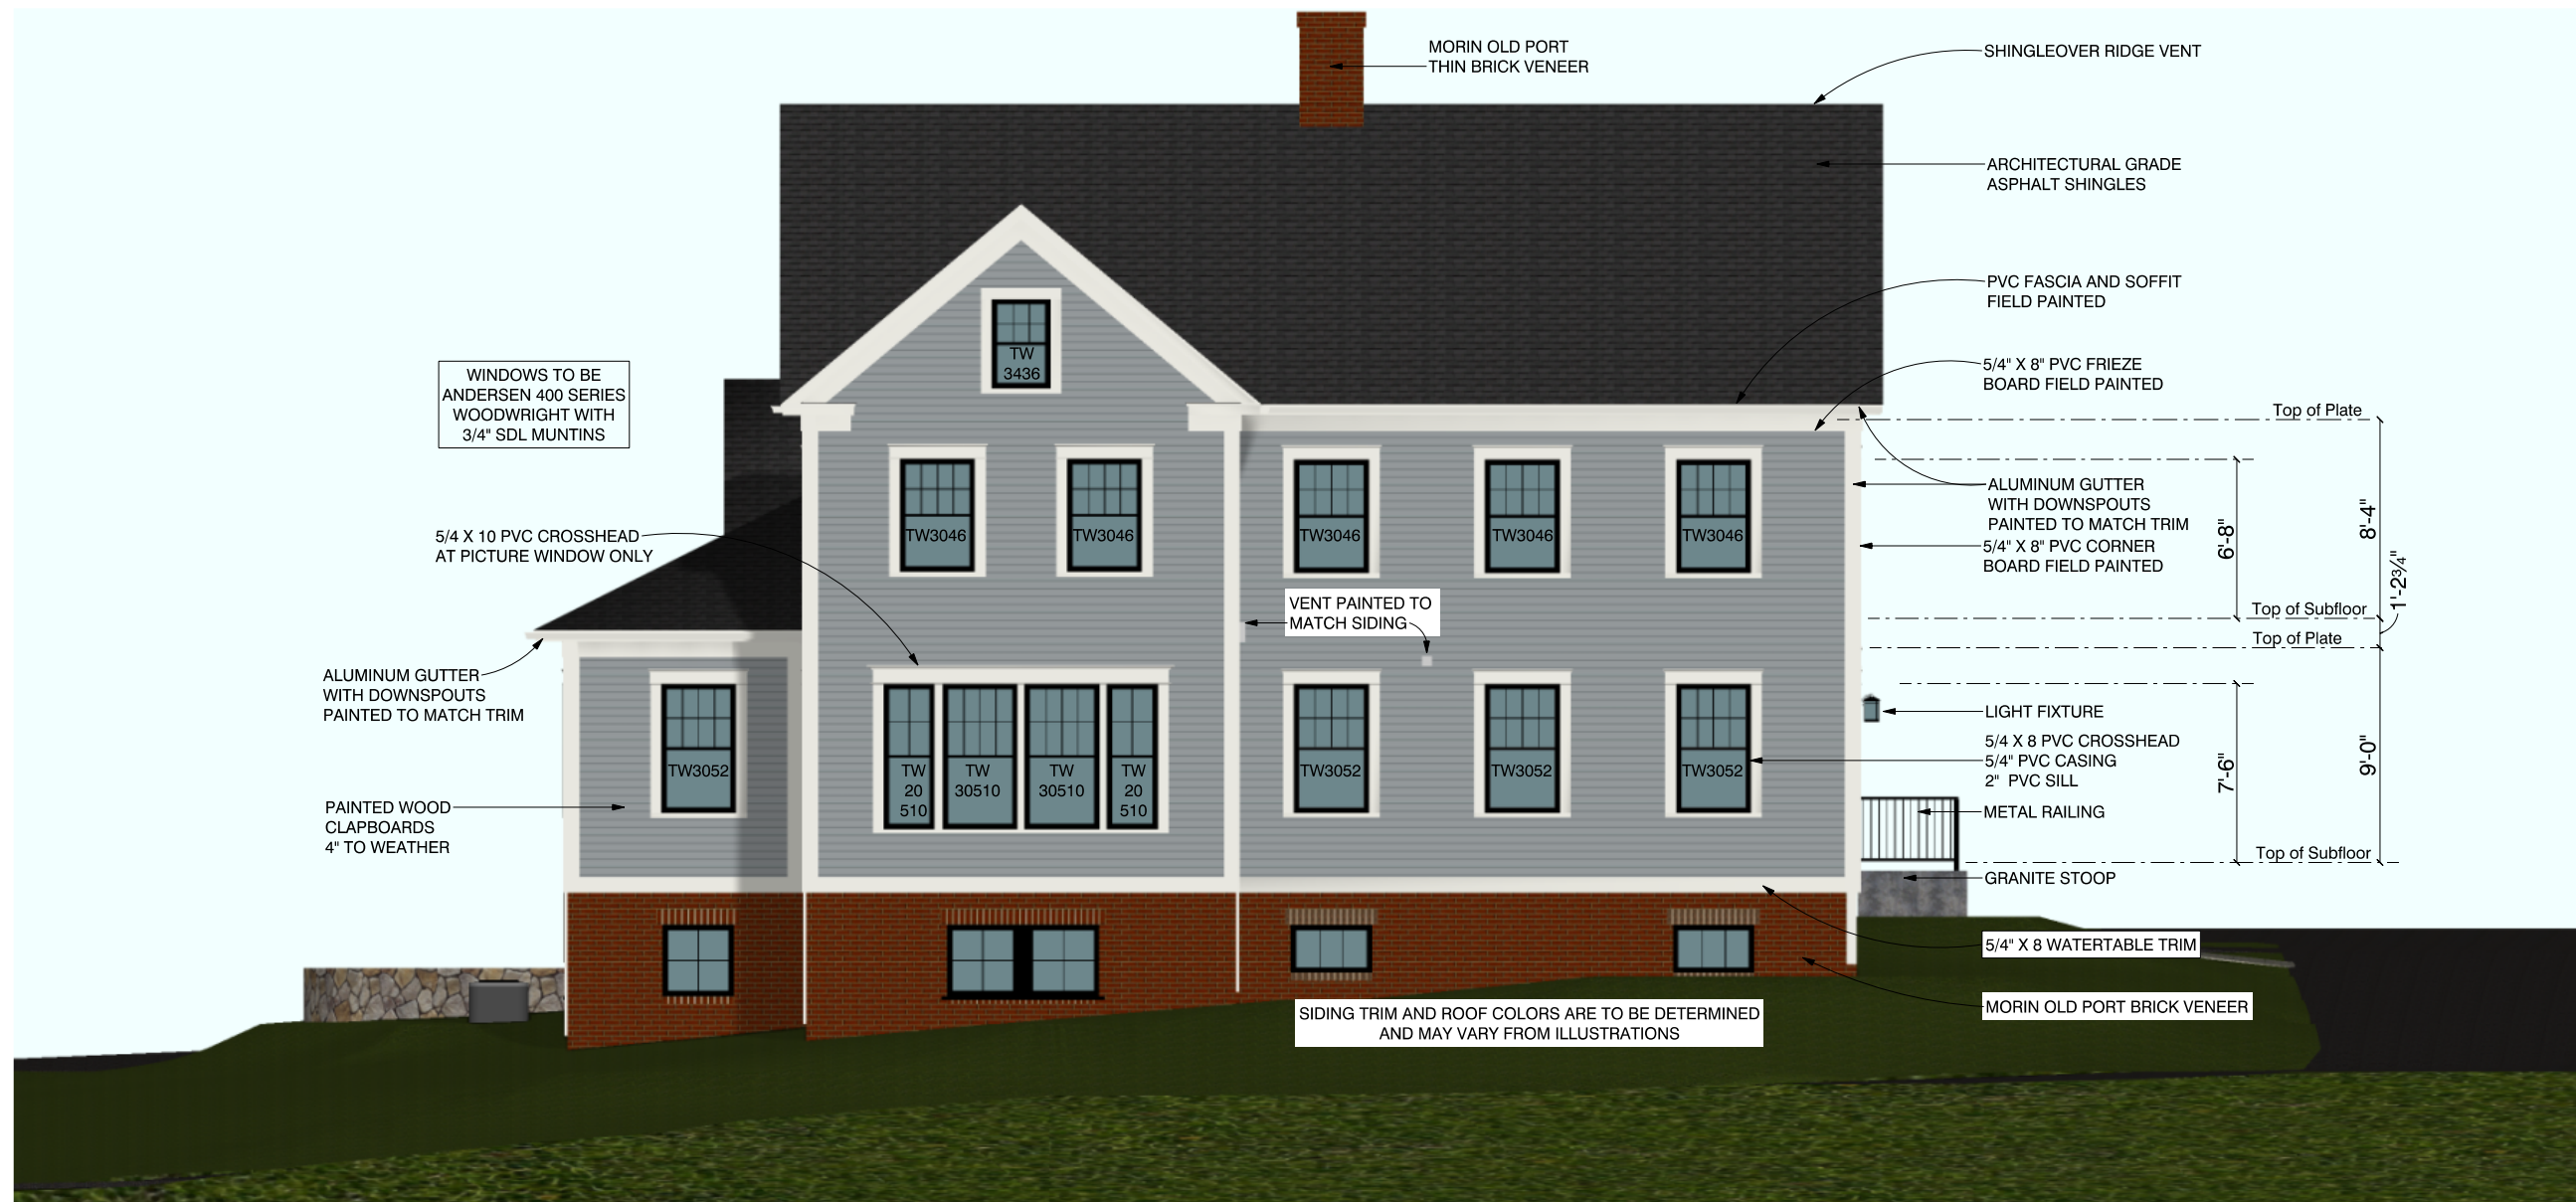 MORIN OLD PORT
THIN BRICK VENEER
SHINGLEOVER RIDGE VENT
ARCHITECTURAL GRADE
ASPHALT SHINGLES
PVC FASCIA AND SOFFIT
FIELD PAINTED
5/4" X 8" PVC FRIEZE
BOARD FIELD PAINTED
WINDOWS TO BE
ANDERSEN 400 SERIES
WOODWRIGHT WITH
3/4" SDL MUNTINS
TW
3436
Top of Plate
ALUMINUM GUTTER
WITH DOWNSPOUTS
PAINTED TO MATCH TRIM
5/4" X 8" PVC CORNER
BOARD FIELD PAINTED
6'-8"
8'-4"
1'-2¾"
5/4 X 10 PVC CROSSHEAD
AT PICTURE WINDOW ONLY
TW3046
TW3046
TW3046
TW3046
TW3046
VENT PAINTED TO
MATCH SIDING
Top of Subfloor
Top of Plate
ALUMINUM GUTTER
WITH DOWNSPOUTS
PAINTED TO MATCH TRIM
LIGHT FIXTURE
5/4 X 8 PVC CROSSHEAD
5/4" PVC CASING
2" PVC SILL
7'-6"
9'-0"
TW3052
TW
20
510
TW
30510
TW
30510
TW
20
510
TW3052
TW3052
TW3052
PAINTED WOOD
CLAPBOARDS
4" TO WEATHER
METAL RAILING
Top of Subfloor
GRANITE STOOP
5/4" X 8 WATERTABLE TRIM
MORIN OLD PORT BRICK VENEER
SIDING TRIM AND ROOF COLORS ARE TO BE DETERMINED
AND MAY VARY FROM ILLUSTRATIONS